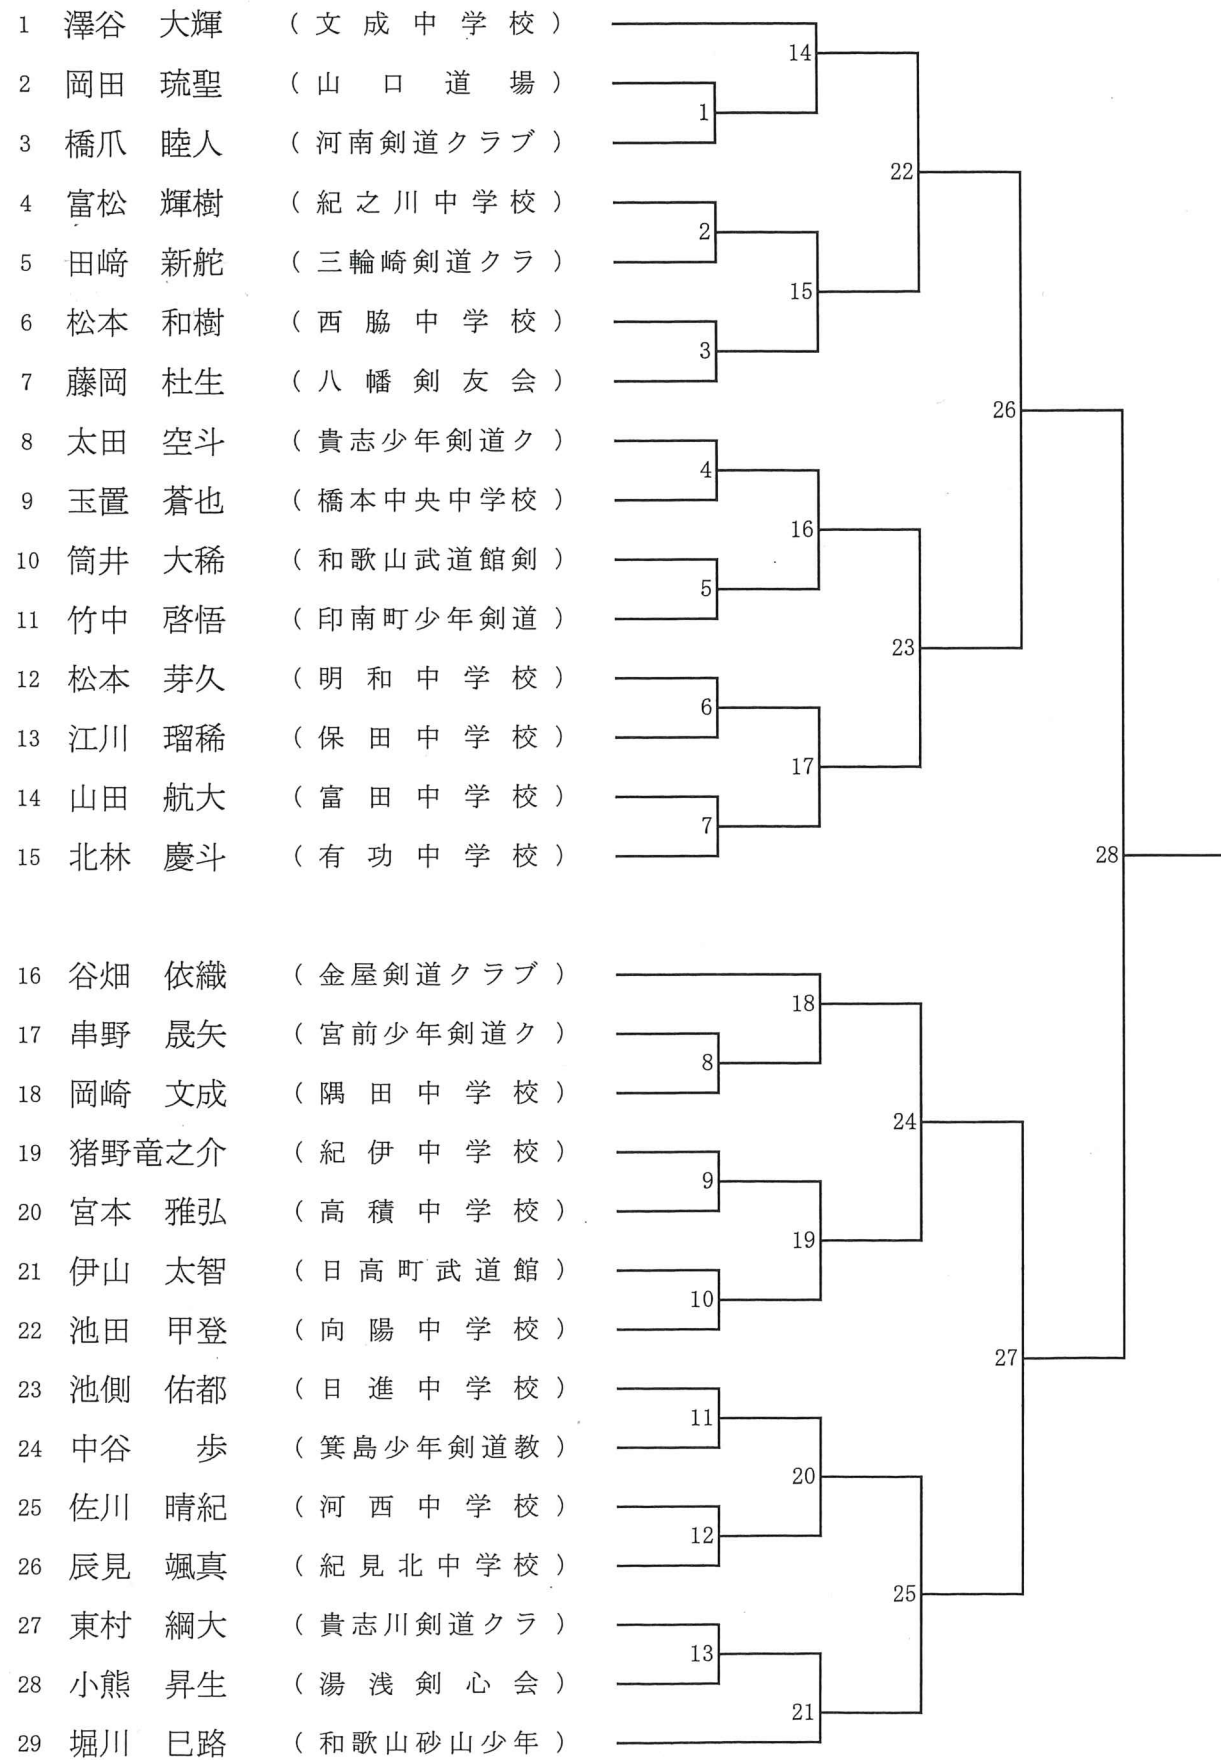 1 澤谷 大輝 (文成中学校)
2 岡田 琉聖 (山口道場)
3 橋爪 睦人 (河南剣道クラブ)
4 富松 輝樹 (紀之川中学校)
5 田﨑 新舵 (三輪崎剣道クラ)
6 松本 和樹 (西脇中学校)
7 藤岡 杜生 (八幡剣友会)
8 太田 空斗 (貴志少年剣道ク)
9 玉置 蒼也 (橋本中央中学校)
10 筒井 大稀 (和歌山武道館剣)
11 竹中 啓悟 (印南町少年剣道)
12 松本 芽久 (明和中学校)
13 江川 瑠稀 (保田中学校)
14 山田 航大 (富田中学校)
15 北林 慶斗 (有功中学校)
16 谷畑 依織 (金屋剣道クラブ)
17 串野 晟矢 (宮前少年剣道ク)
18 岡崎 文成 (隅田中学校)
19 猪野竜之介 (紀伊中学校)
20 宮本 雅弘 (高積中学校)
21 伊山 太智 (日高町武道館)
22 池田 甲登 (向陽中学校)
23 池側 佑都 (日進中学校)
24 中谷 歩 (箕島少年剣道教)
25 佐川 晴紀 (河西中学校)
26 辰見 颯真 (紀見北中学校)
27 東村 綱大 (貴志川剣道クラ)
28 小熊 昇生 (湯浅剣心会)
29 堀川 巳路 (和歌山砂山少年)
1
2
3
4
5
6
7
8
9
10
11
12
13
14
15
16
17
18
19
20
21
22
23
24
25
26
27
28